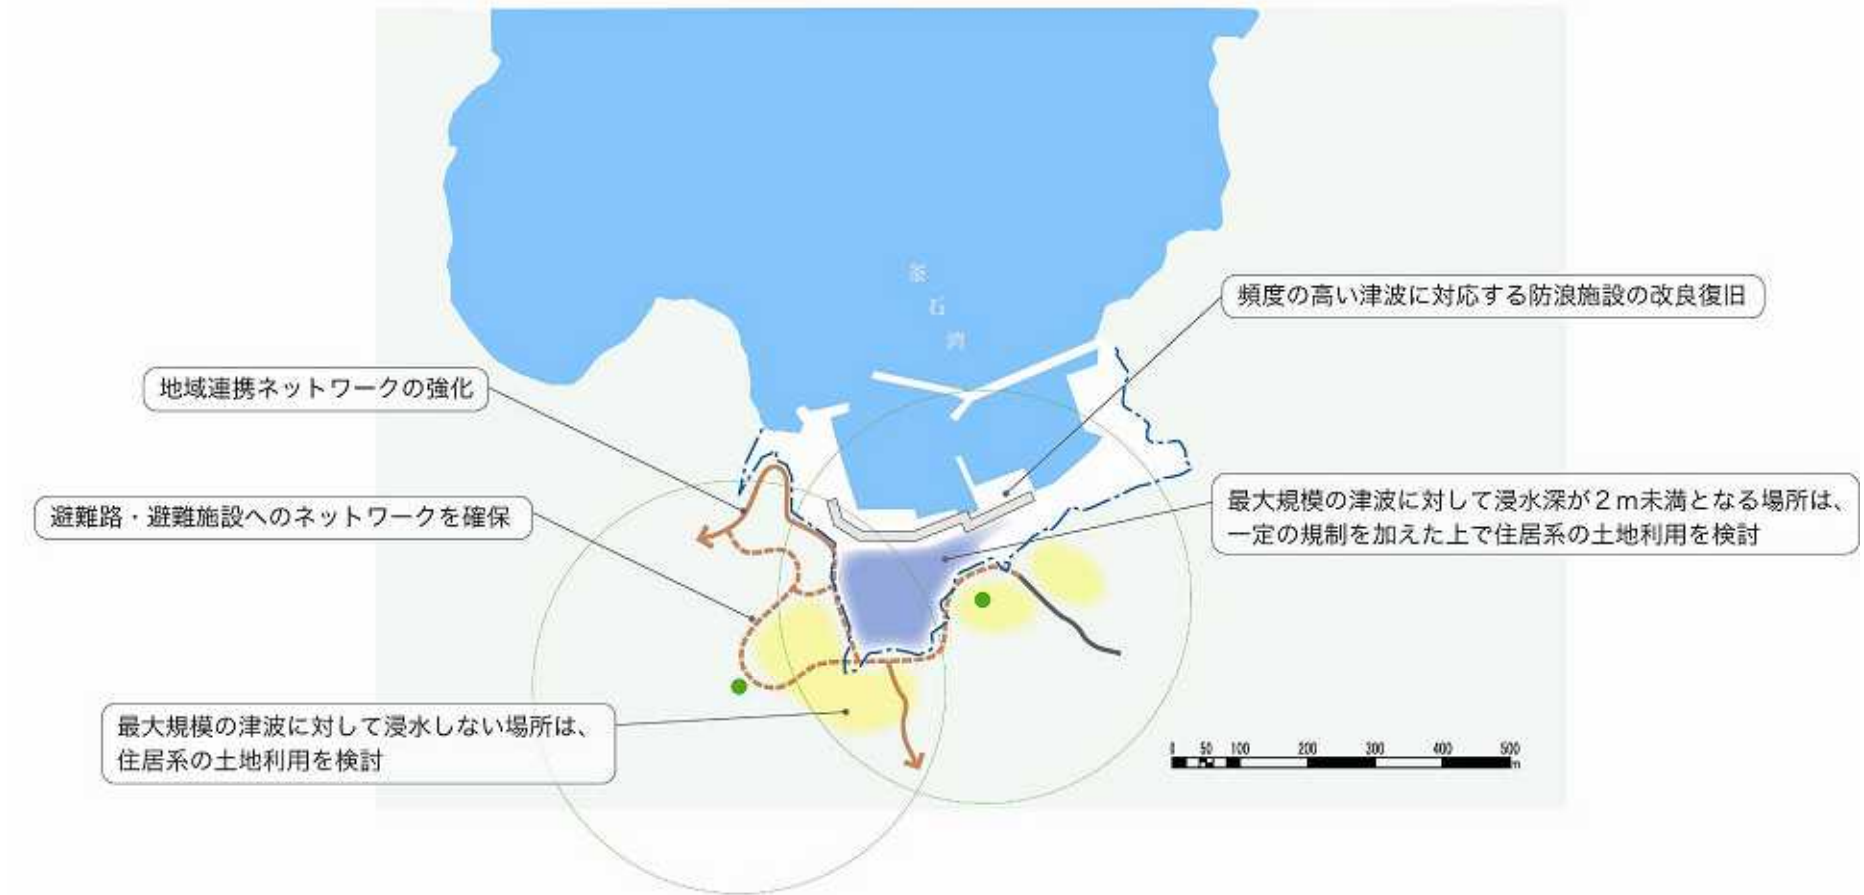 釜
石
湾
頻度の高い津波に対応する防浪施設の改良復旧
地域連携ネットワークの強化
最大規模の津波に対して浸水深が２ｍ未満となる場所は、
一定の規制を加えた上で住居系の土地利用を検討
避難路・避難施設へのネットワークを確保
最大規模の津波に対して浸水しない場所は、
住居系の土地利用を検討
0 50 100 200 300 400 500
m